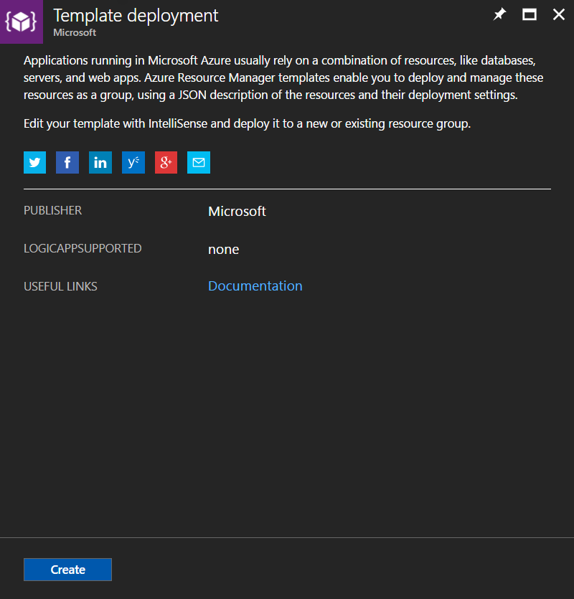 Template deployment
Microsoft
Applications running in Microsoft Azure usually rely on a combination of resources, like databases,
servers, and web apps. Azure Resource Manager templates enable you to deploy and manage these
resources as a group, using a JSON description of the resources and their deployment settings.
Edit your template with IntelliSense and deploy it to a new or existing resource group.
PUBLISHER Microsoft
LOGICAPPSUPPORTED none
USEFUL LINKS Documentation
Create